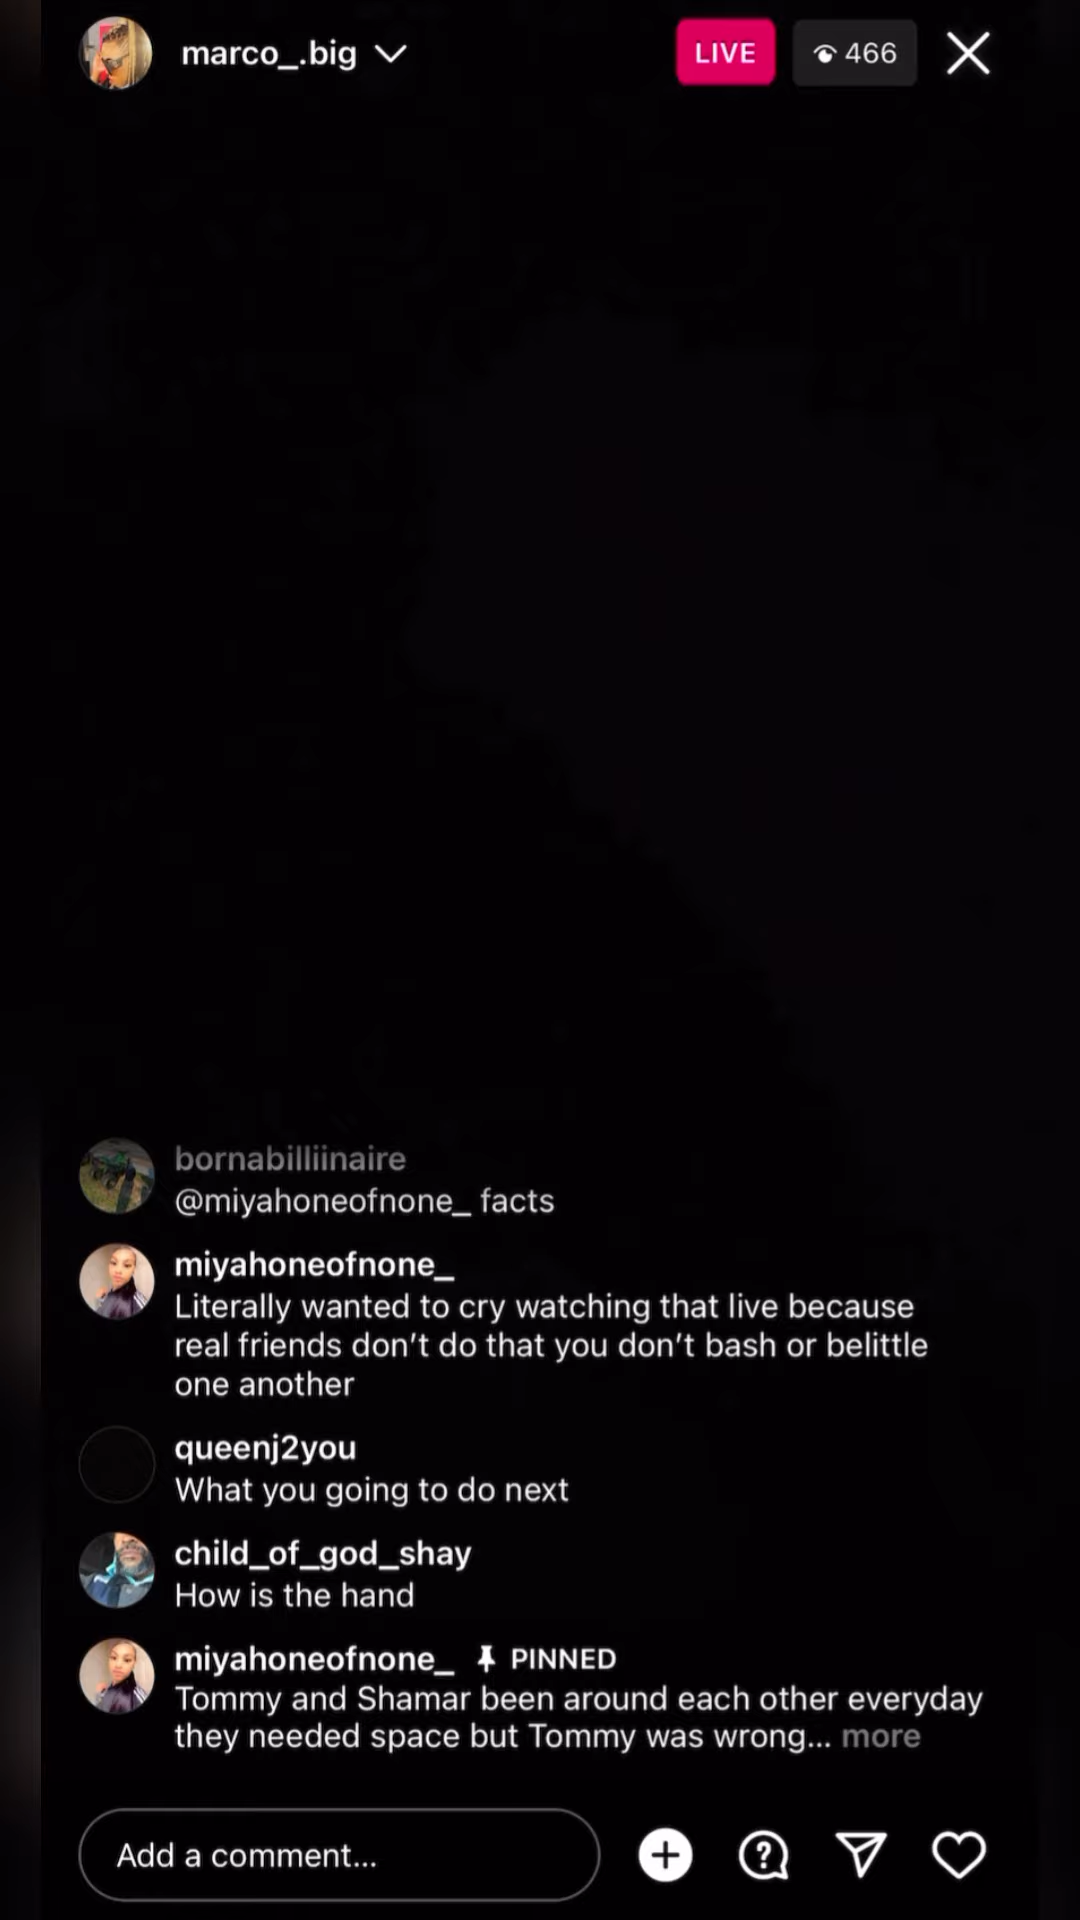 marco_.big
LIVE
466
bornabilliinaire
@miyahoneofnone_ facts
miyahoneofnone_
Literally wanted to cry watching that live because
real friends don’t do that you don’t bash or belittle
one another
queenj2you
What you going to do next
child_of_god_shay
How is the hand
miyahoneofnone_ PINNED
Tommy and Shamar been around each other everyday
they needed space but Tommy was wrong... more
Add a comment...